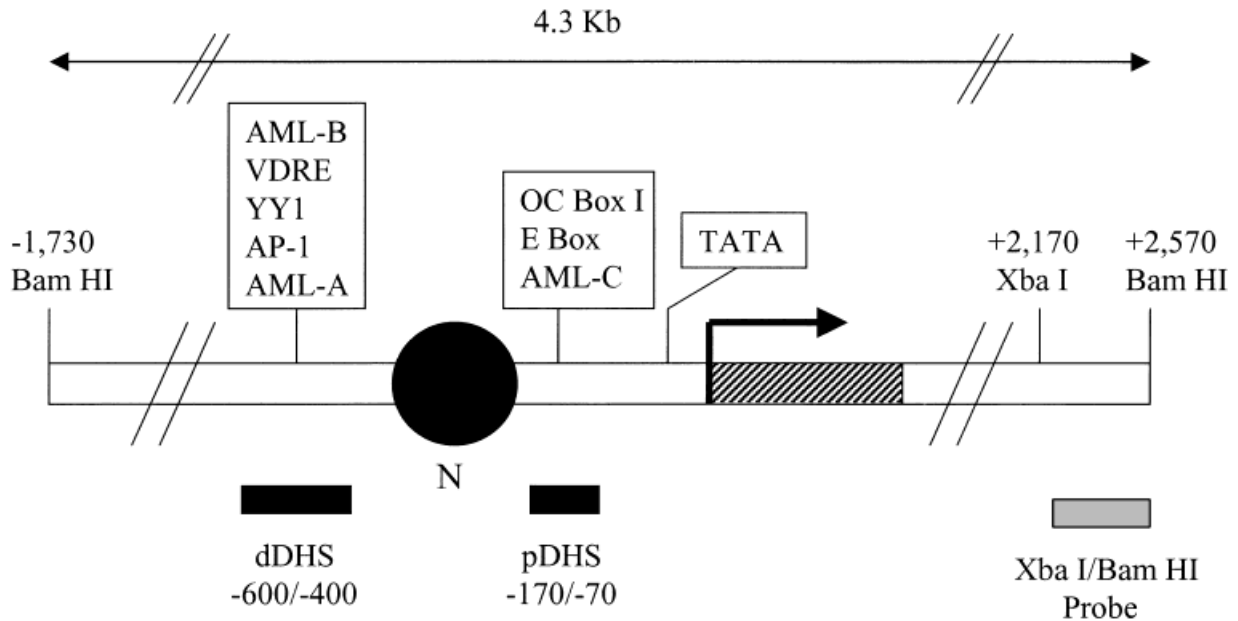 4.3 Kb
AML-B
VDRE
YY1
AP-1
AML-A
OC Box I
E Box
AML-C
TATA
-1,730
Bam HI
+2,170
Xba I
+2,570
Bam HI
N
dDHS
-600/-400
pDHS
-170/-70
Xba I/Bam HI
Probe